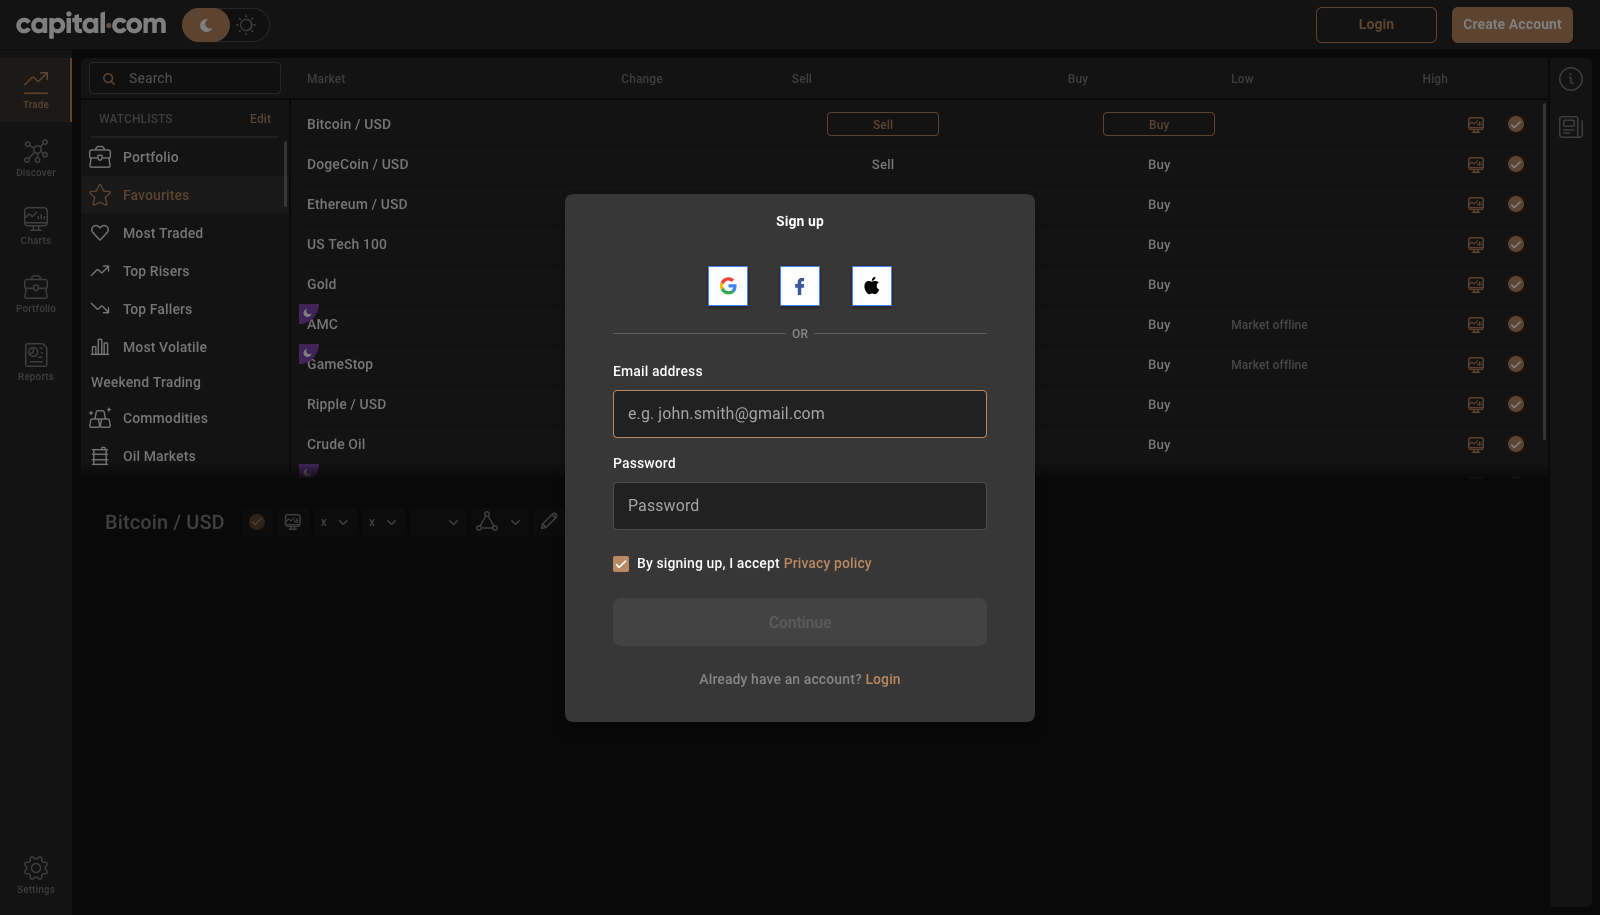 capital.com
Login
Create Account
Trade
Discover
Charts
Portfolio
Reports
Settings
Search
WATCHLISTS Edit
Portfolio
Favourites
Most Traded
Top Risers
Top Fallers
Most Volatile
Weekend Trading
Commodities
Oil Markets
Market Change Sell Buy Low High
Bitcoin / USD Sell Buy
DogeCoin / USD Sell Buy
Ethereum / USD Buy
US Tech 100 Buy
Gold Buy
AMC Buy Market offline
GameStop Buy Market offline
Ripple / USD Buy
Crude Oil Buy
Bitcoin / USD x x
Sign up
OR
Email address
e.g. john.smith@gmail.com
Password
Password
By signing up, I accept Privacy policy
Continue
Already have an account? Login